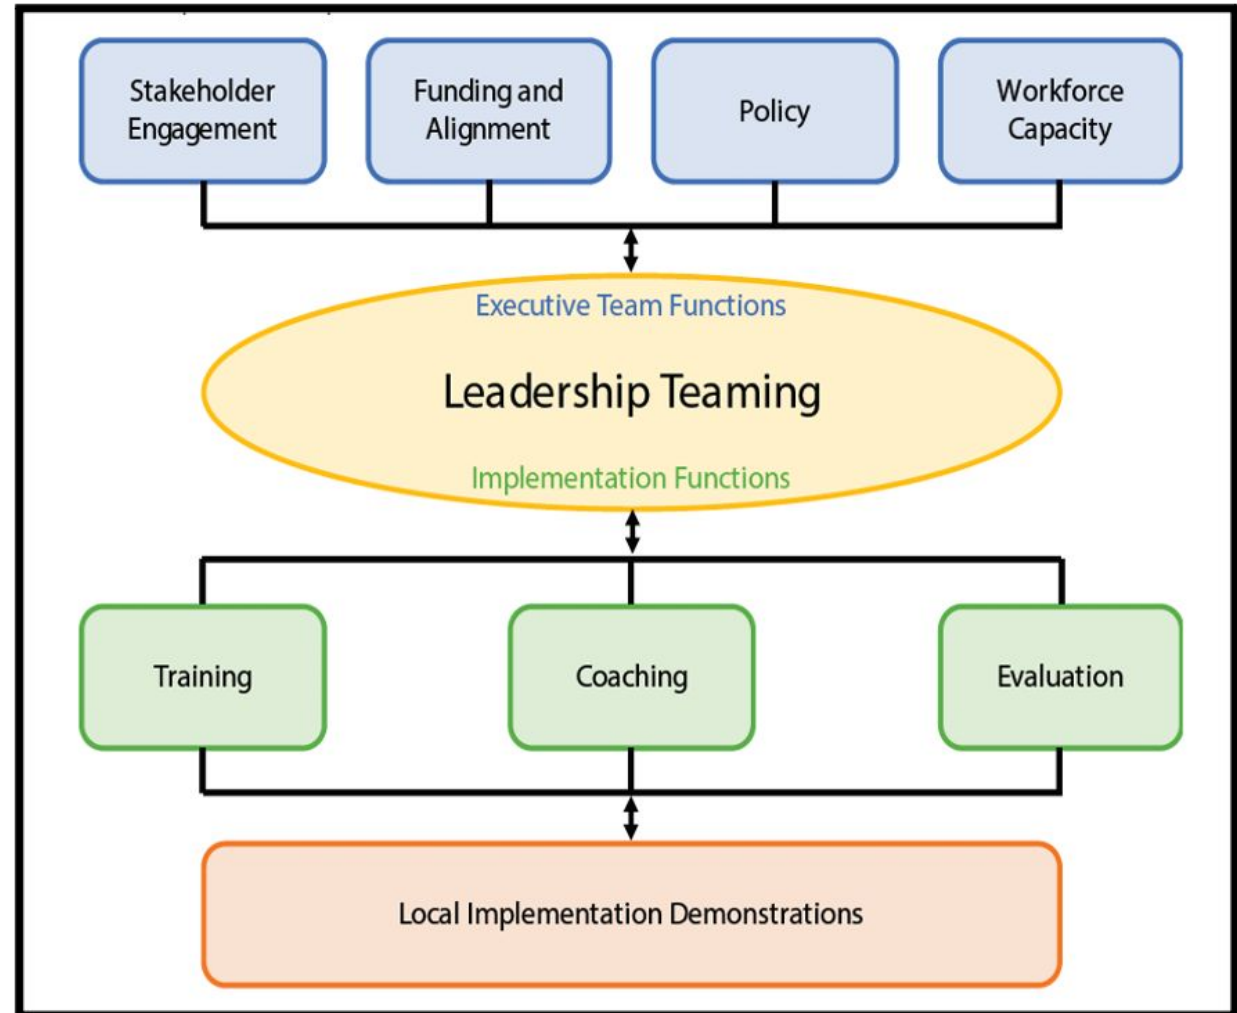 Stakeholder
Engagement
Funding and
Alignment
Policy
Workforce
Capacity
Executive Team Functions
Leadership Teaming
Implementation Functions
Training
Coaching
Evaluation
Local Implementation Demonstrations